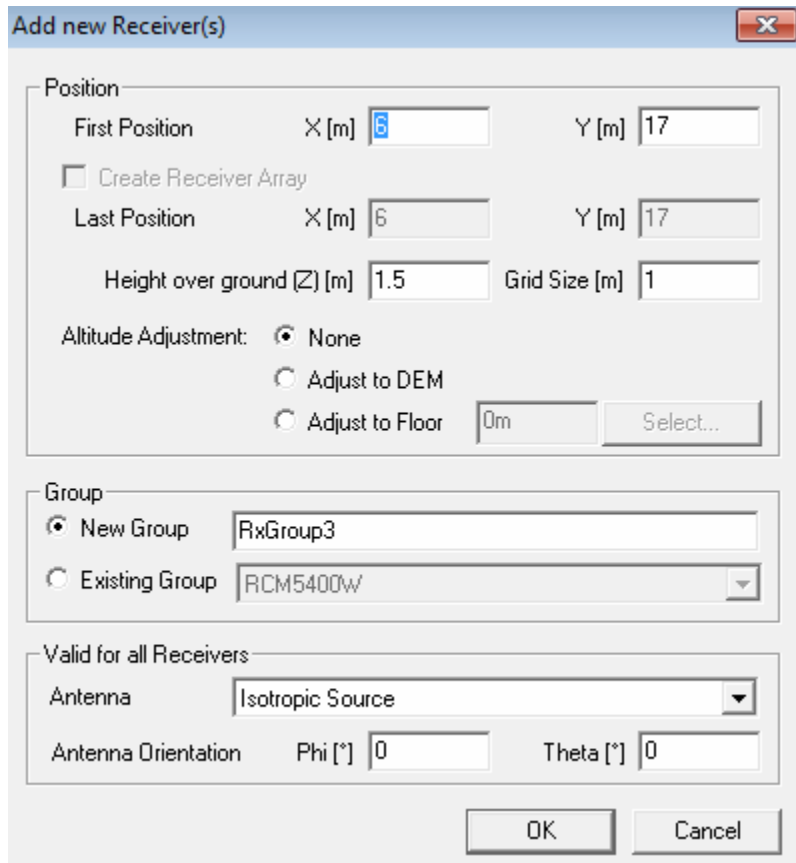 Add new Receiver(s)
Position
First Position X [m] 6 Y [m] 17
Create Receiver Array
Last Position X [m] 6 Y [m] 17
Height over ground (Z) [m] 1.5 Grid Size [m] 1
Altitude Adjustment: None
Adjust to DEM
Adjust to Floor 0m Select...
Group
New Group RxGroup3
Existing Group RCM5400W
Valid for all Receivers
Antenna Isotropic Source
Antenna Orientation Phi [°] 0 Theta [°] 0
OK Cancel